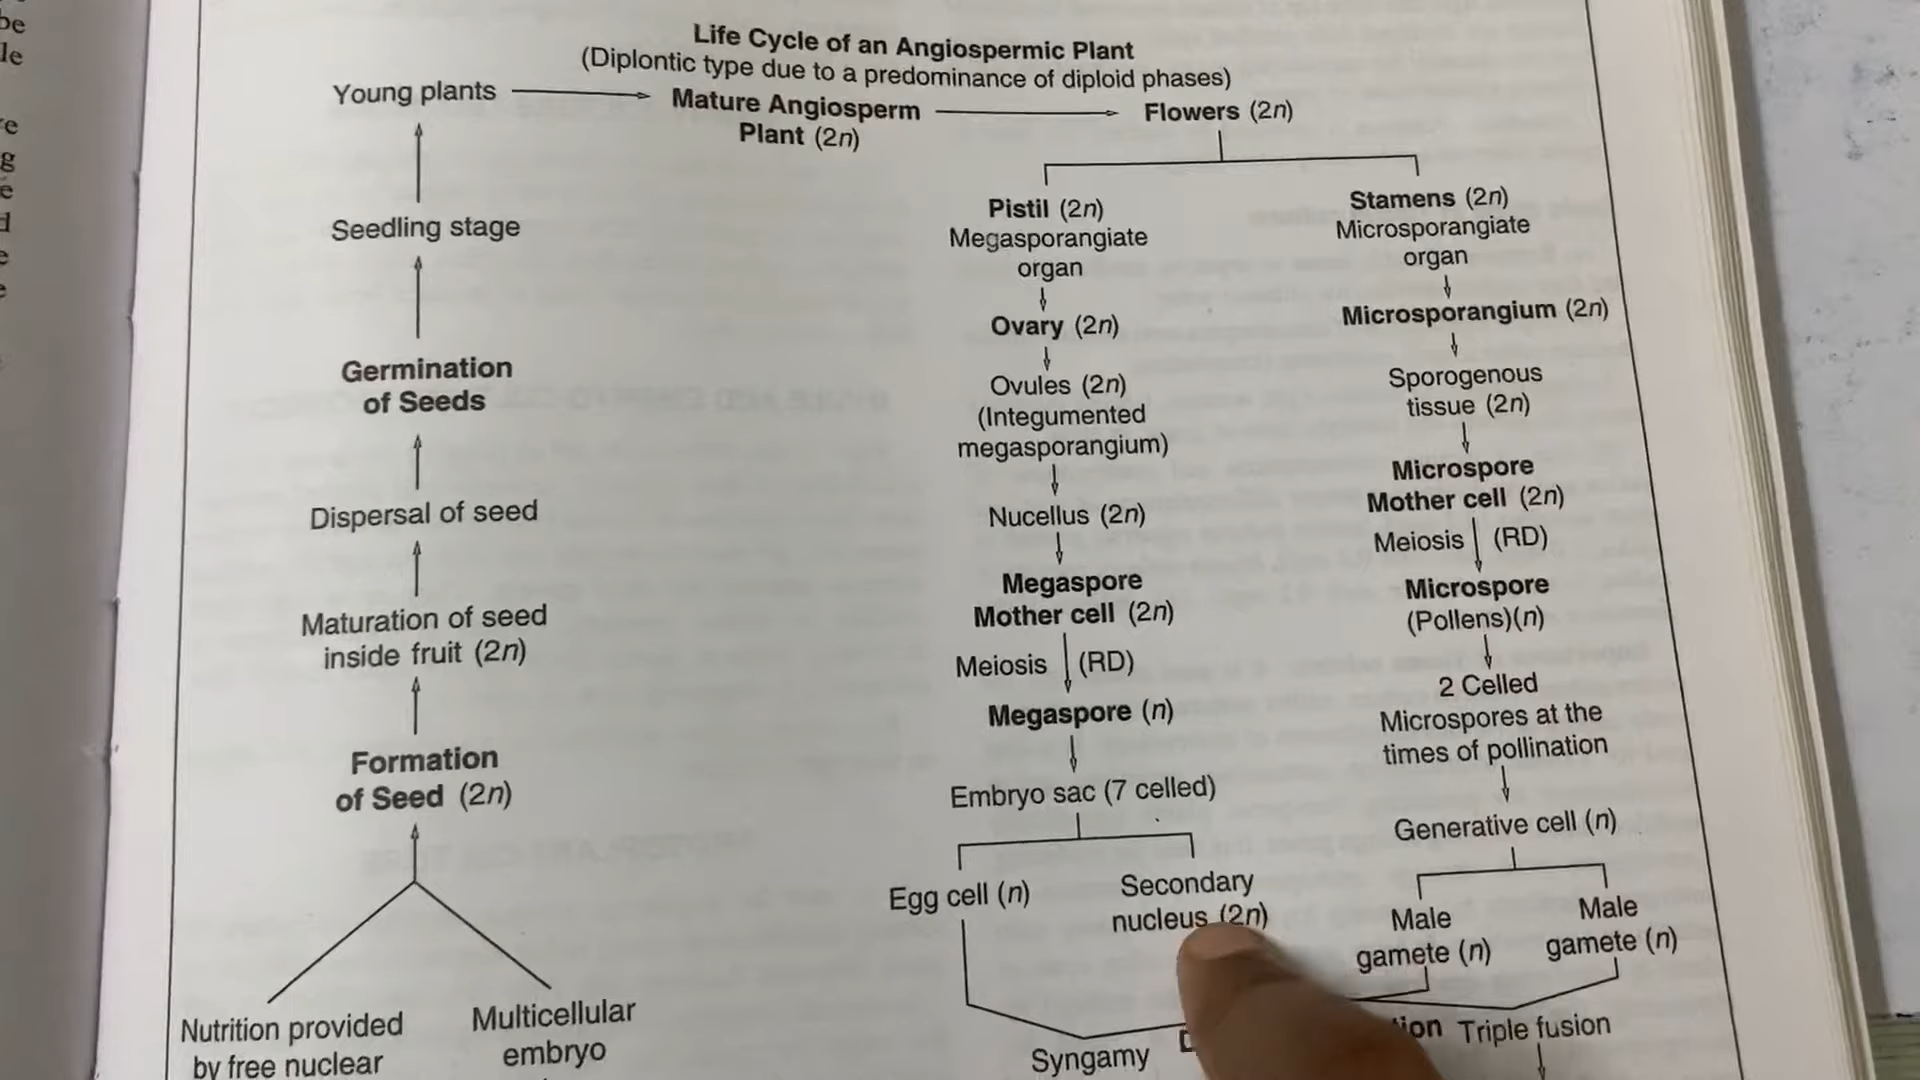 Life Cycle of an Angiospermic Plant
(Diplontic type due to a predominance of diploid phases)
Young plants
Mature Angiosperm
Plant (2n)
Flowers (2n)
Seedling stage
Germination
of Seeds
Dispersal of seed
Maturation of seed
inside fruit (2n)
Formation
of Seed (2n)
Nutrition provided
by free nuclear
Multicellular
embryo
Pistil (2n)
Megasporangiate
organ
Ovary (2n)
Ovules (2n)
(Integumented
megasporangium)
Nucellus (2n)
Megaspore
Mother cell (2n)
Meiosis (RD)
Megaspore (n)
Embryo sac (7 celled)
Egg cell (n)
Secondary
nucleus (2n)
Syngamy
Stamens (2n)
Microsporangiate
organ
Microsporangium (2n)
Sporogenous
tissue (2n)
Microspore
Mother cell (2n)
Meiosis (RD)
Microspore
(Pollens)(n)
2 Celled
Microspores at the
times of pollination
Generative cell (n)
Male
gamete (n)
Male
gamete (n)
Triple fusion